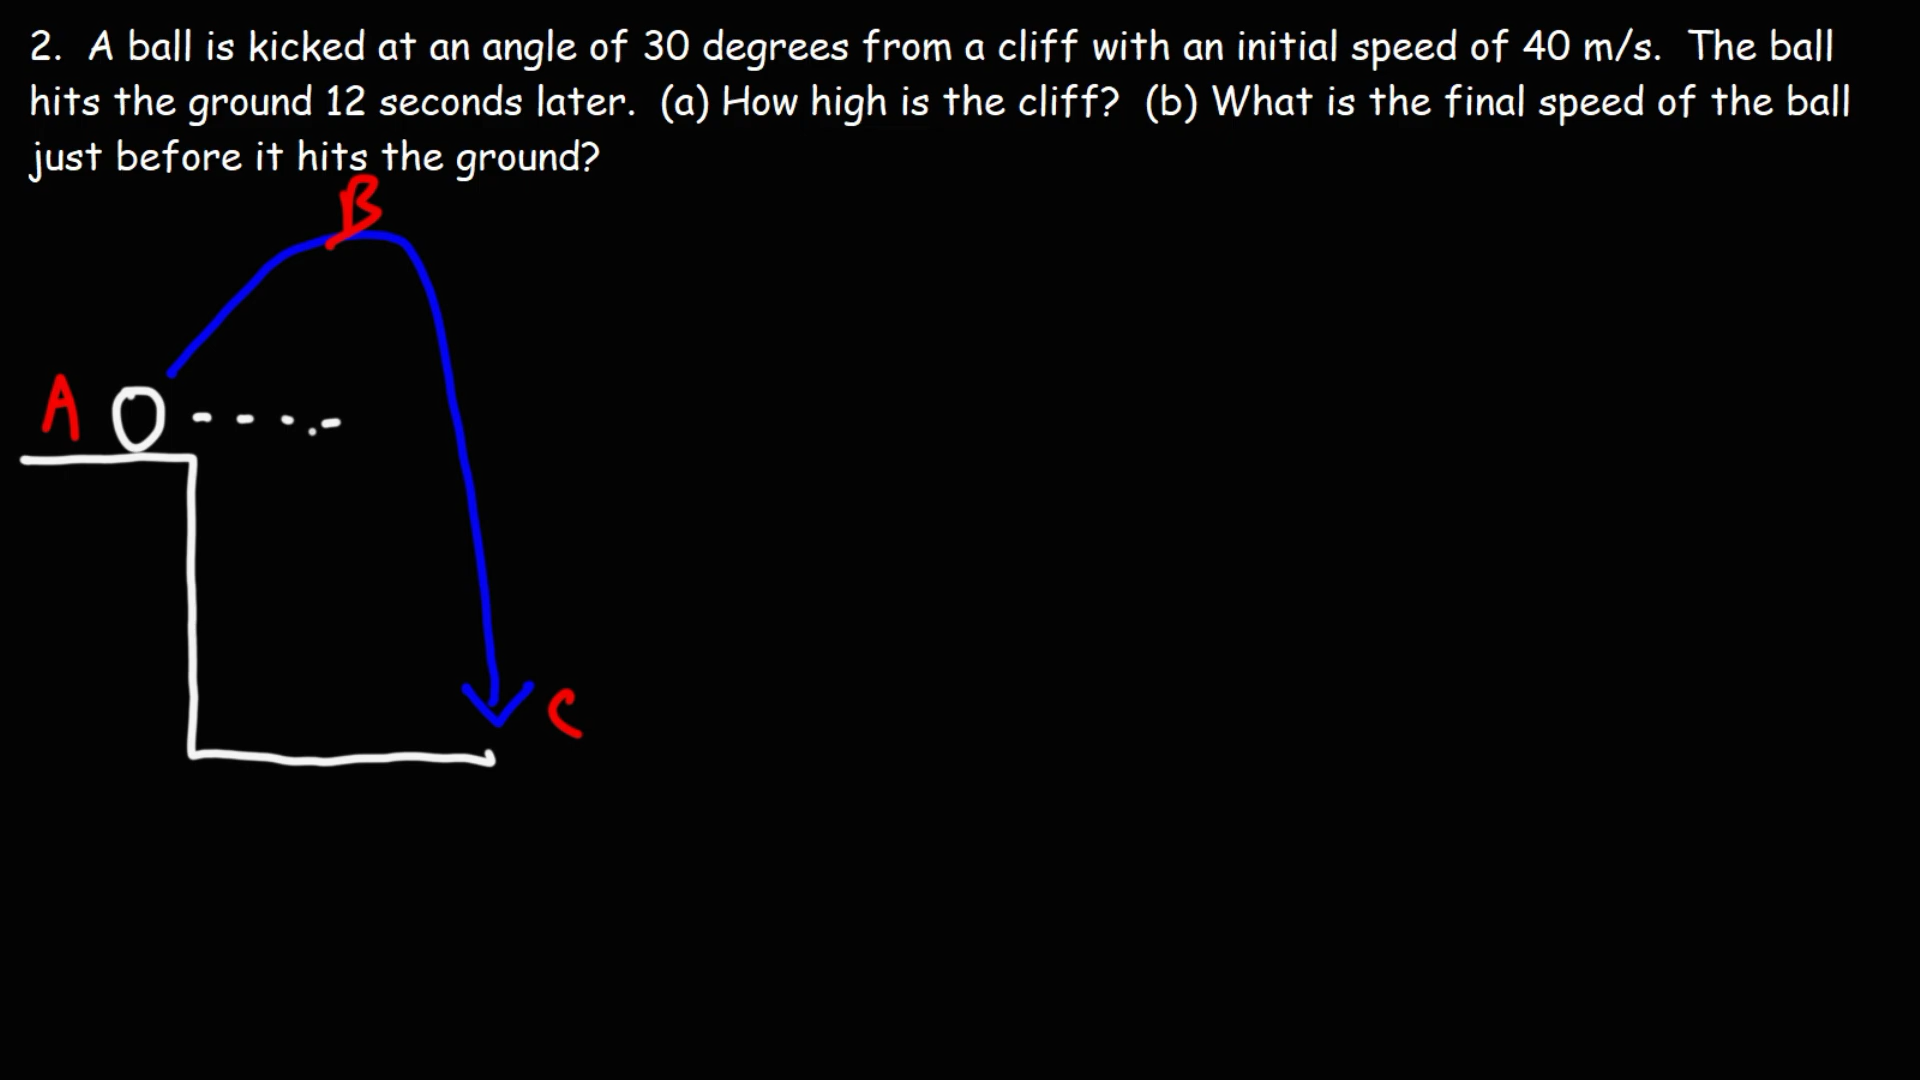 2. A ball is kicked at an angle of 30 degrees from a cliff with an initial speed of 40 m/s. The ball
hits the ground 12 seconds later. (a) How high is the cliff? (b) What is the final speed of the ball
just before it hits the ground?
B
A
C